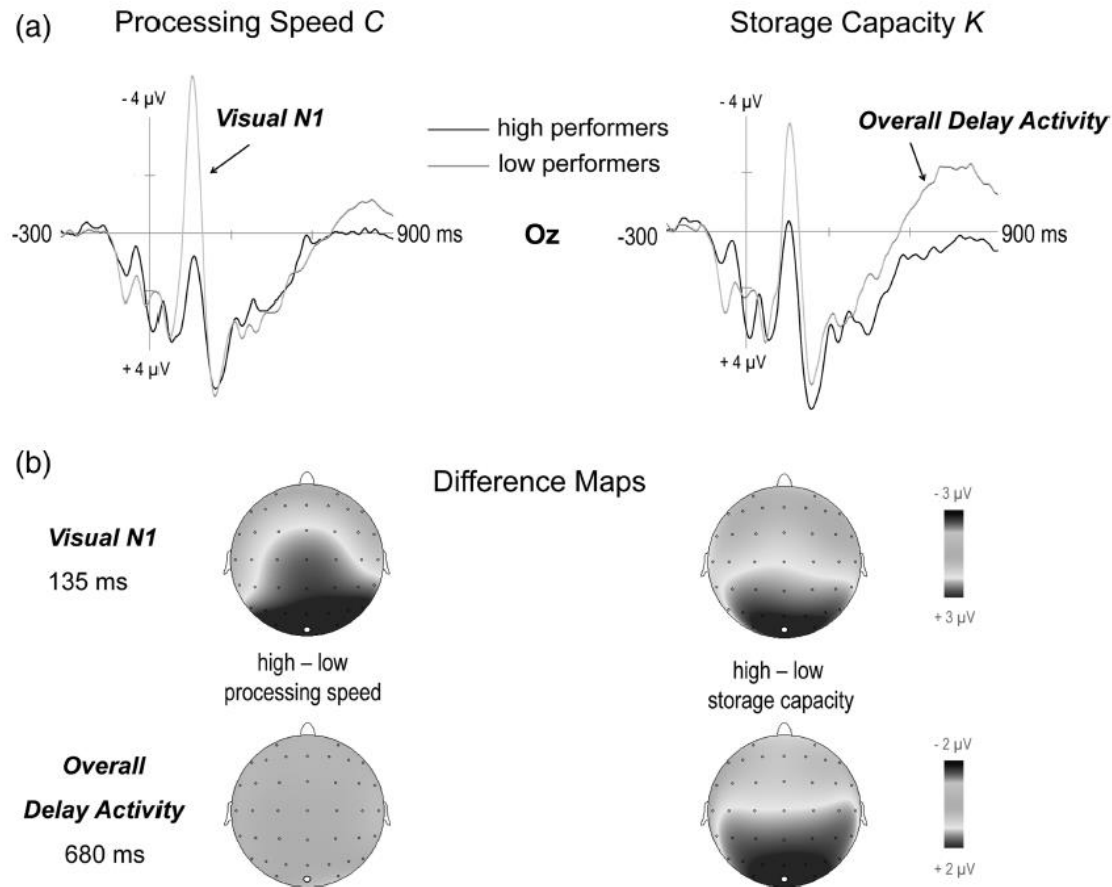 (a)
Processing Speed C
Storage Capacity K
- 4 µV
Visual N1
high performers
low performers
- 4 µV
Overall Delay Activity
-300
900 ms
Oz
-300
900 ms
+ 4 µV
+ 4 µV
(b)
Difference Maps
Visual N1
135 ms
- 3 µV
+ 3 µV
high – low
processing speed
high – low
storage capacity
Overall
Delay Activity
680 ms
- 2 µV
+ 2 µV